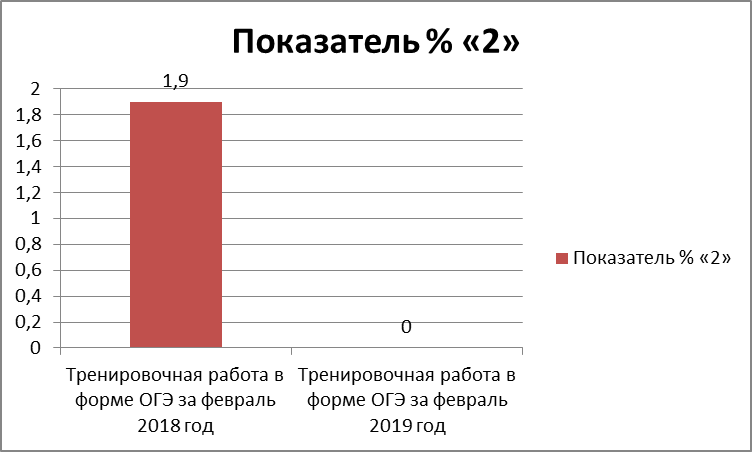 Показатель % «2»
1,9
2
1,8
1,6
1,4
1,2
1
0,8
0,6
0,4
0,2
0
0
Тренировочная работа в
форме ОГЭ за февраль
2018 год
Тренировочная работа в
форме ОГЭ за февраль
2019 год
Показатель % «2»